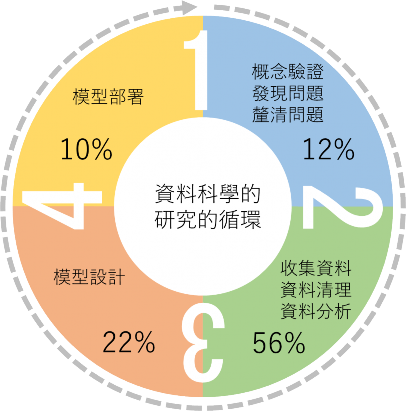 1
概念驗證
發現問題
釐清問題
12%
2
收集資料
資料清理
資料分析
56%
3
模型設計
22%
4
模型部署
10%
資料科學的
研究的循環